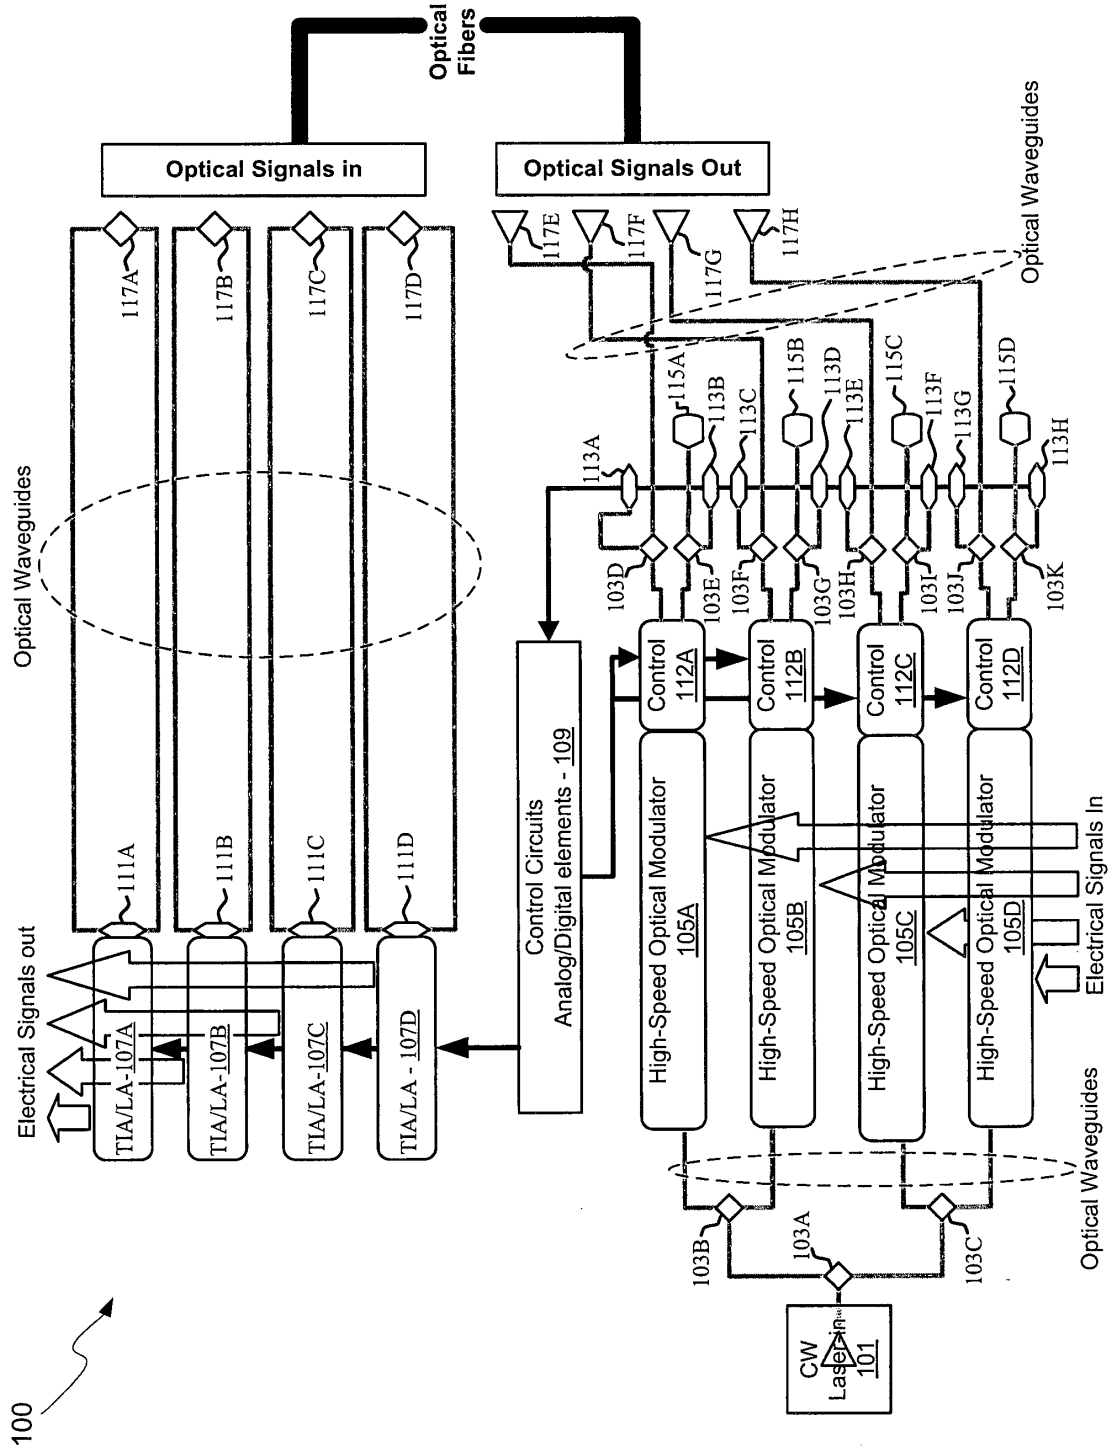 100
Electrical Signals out
TIA/LA-107A
TIA/LA-107B
TIA/LA-107C
TIA/LA - 107D
111A
111B
111C
111D
Optical Waveguides
117A
117B
117C
117D
Optical Signals in
Optical
Fibers
Optical Signals Out
117E
117F
117G
117H
Optical Waveguides
Control Circuits
Analog/Digital elements - 109
CW
Laser-in
101
103A
103B
103C
Optical Waveguides
High-Speed Optical Modulator
105A
High-Speed Optical Modulator
105B
High-Speed Optical Modulator
105C
High-Speed Optical Modulator
105D
Electrical Signals In
Control
112A
Control
112B
Control
112C
Control
112D
103D
103E
103F
103G
103H
103I
103J
103K
113A
113B
113C
113D
113E
113F
113G
113H
115A
115B
115C
115D